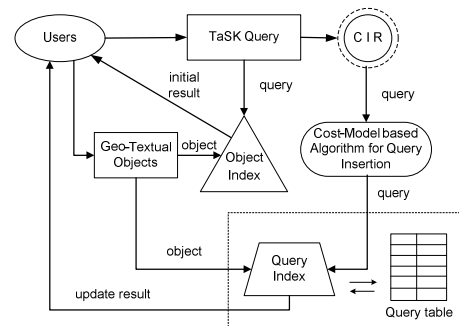 Users
TaSK Query
C I R
initial
result
query
query
Geo-Textual
Objects
object
Object
Index
Cost-Model based
Algorithm for Query
Insertion
query
object
Query
Index
update result
Query table